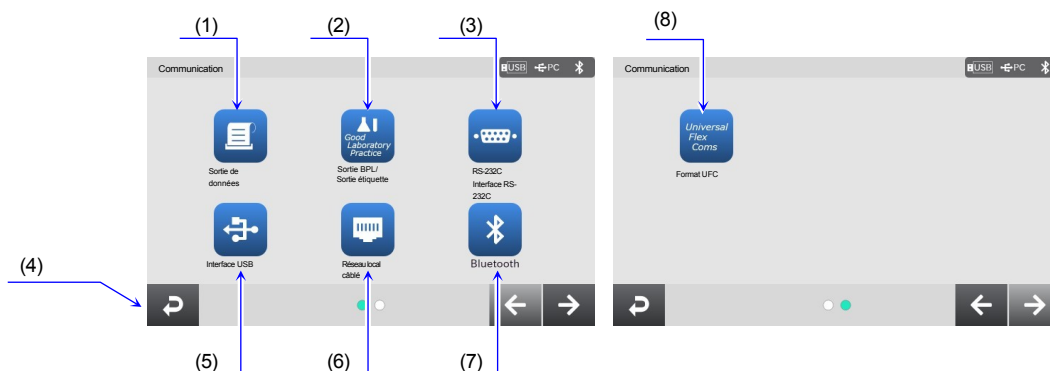 (1)
(2)
(3)
(8)
Communication
USB
PC
Communication
USB
PC
Good
Laboratory
Practice
Universal
Flex
Coms
Sortie de
données
Sortie BPL/
Sortie étiquette
RS-232C
Interface RS-
232C
Format UFC
Interface USB
Réseau local
câblé
Bluetooth
(4)
(5)
(6)
(7)